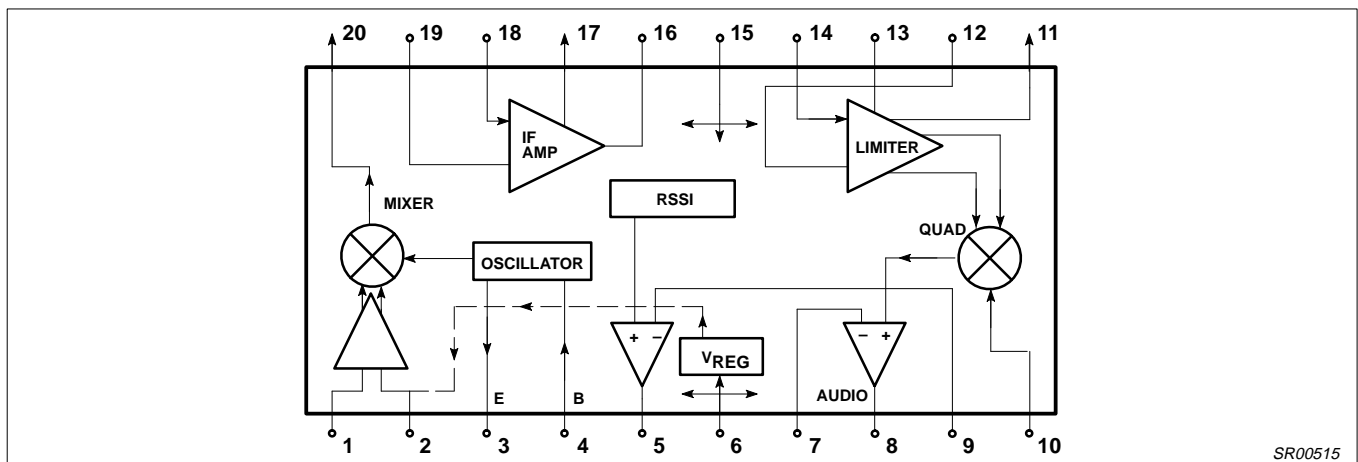 20 19 18 17 16 15 14 13 12 11
IF
AMP
LIMITER
RSSI
MIXER
QUAD
OSCILLATOR
+ − VREG − +
E B AUDIO
1 2 3 4 5 6 7 8 9 10
SR00515